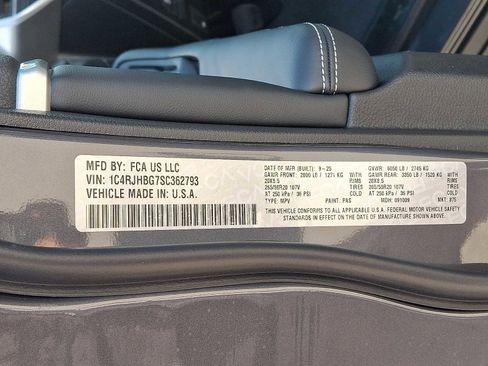 MFD BY: FCA US LLC
VIN: 1C4RJHBG7SC362793
VEHICLE MADE IN: U.S.A.
DATE OF MFR (BUILT): 9-25 GVWR: 6050 LB / 2745 KG
GAWR FRONT: 2800 LB / 1271 KG WITH GAWR REAR: 3350 LB / 1520 KG WITH
20X8.5 RIMS 20X8.5 RIMS
265/50R20 107V TIRES 265/50R20 107V TIRES
AT 250 kPa / 36 PSI AT 250 kPa / 36 PSI
TYPE: MPV PAINT: PAS MDH: 091009 MKT:
THIS VEHICLE CONFORMS TO ALL APPLICABLE U.S.A. FEDERAL MOTOR VEHICLE SAFETY
STANDARDS IN EFFECT ON THE DATE OF MANUFACTURE SHOWN ABOVE.